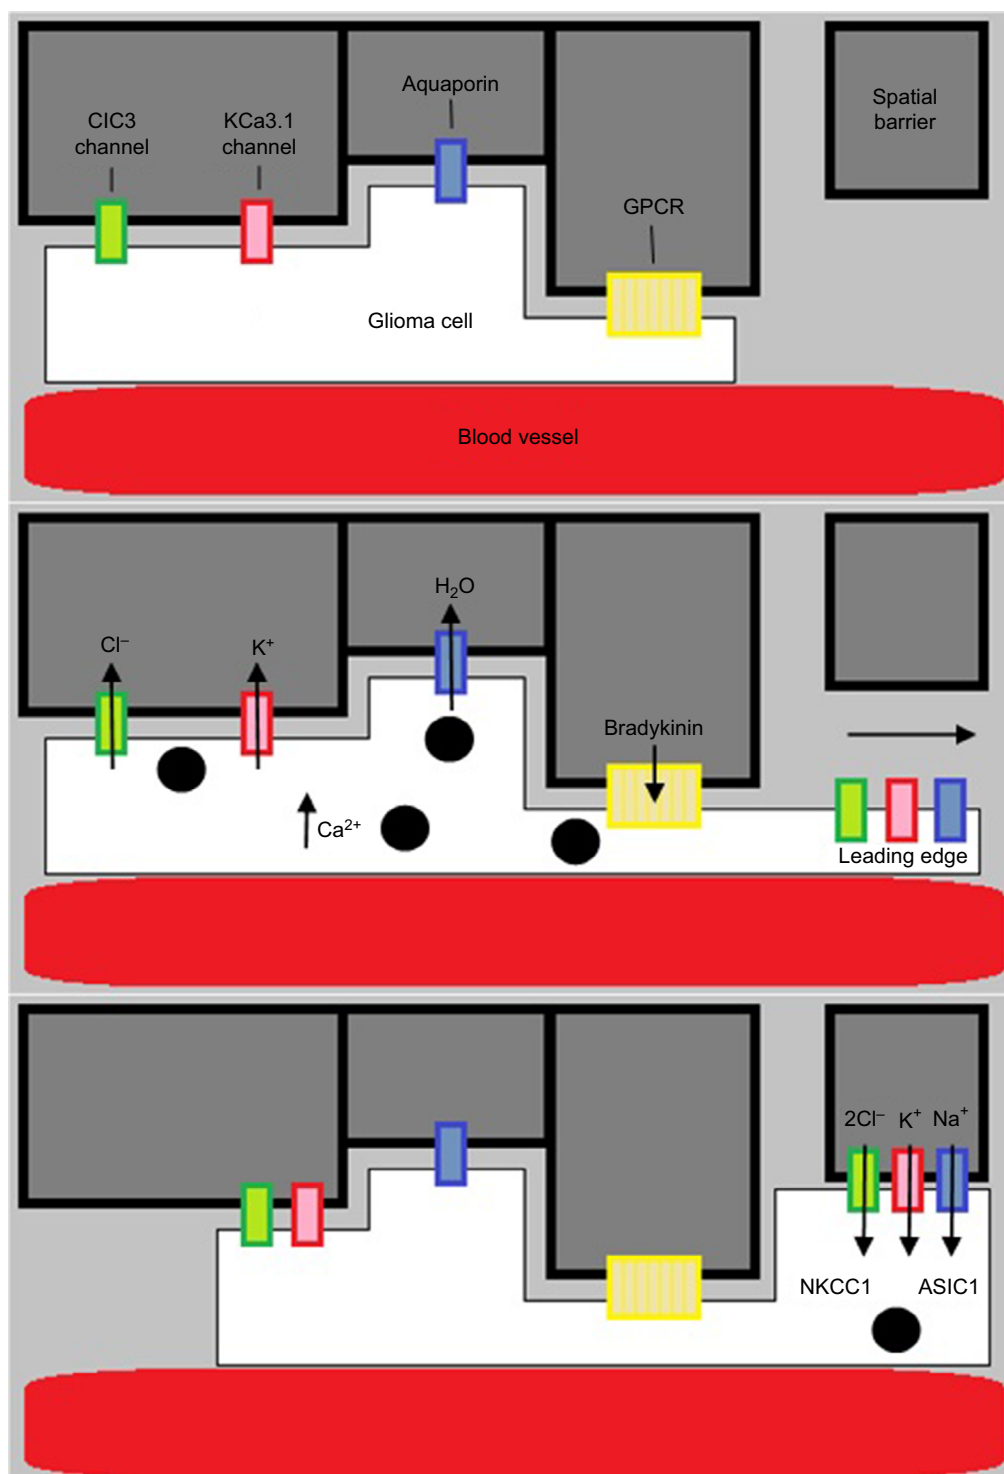 Aquaporin
ClC3
channel
KCa3.1
channel
Spatial
barrier
GPCR
Glioma cell
Blood vessel
H₂O
Cl⁻
K⁺
Bradykinin
Ca²⁺
Leading edge
2Cl⁻ K⁺ Na⁺
NKCC1 ASIC1